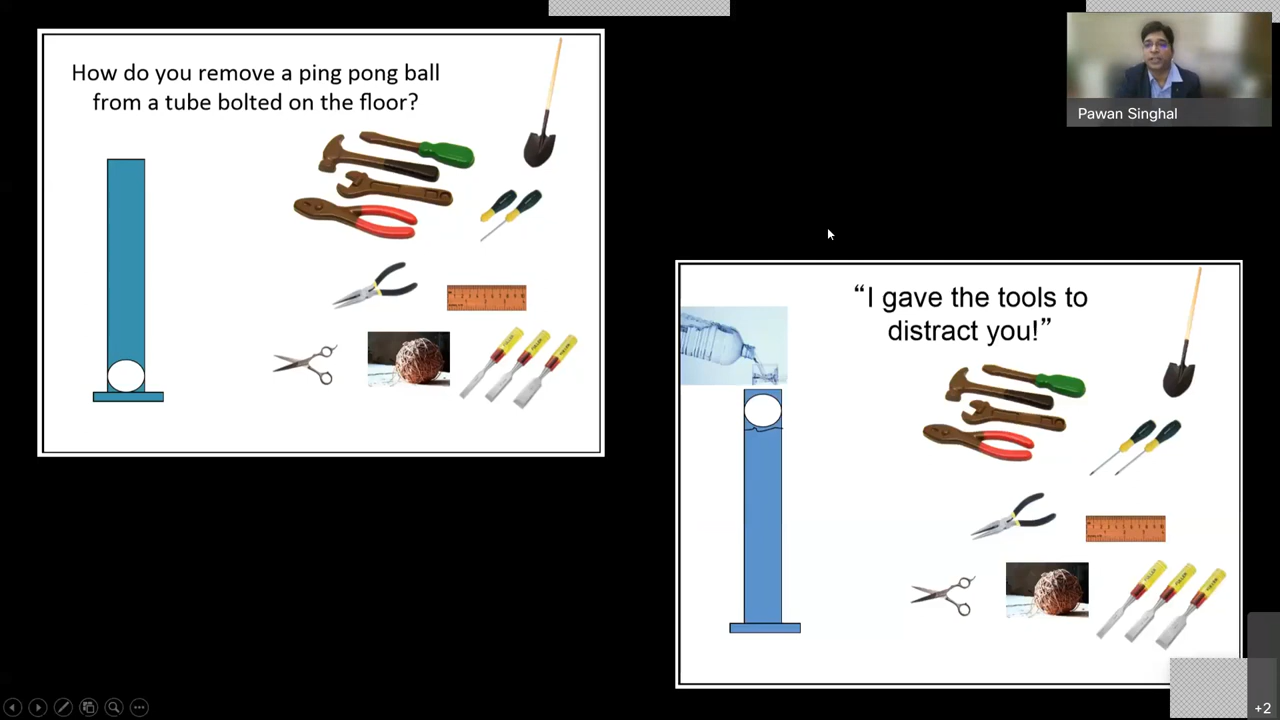 How do you remove a ping pong ball
from a tube bolted on the floor?
Pawan Singhal
“I gave the tools to
distract you!”
+2